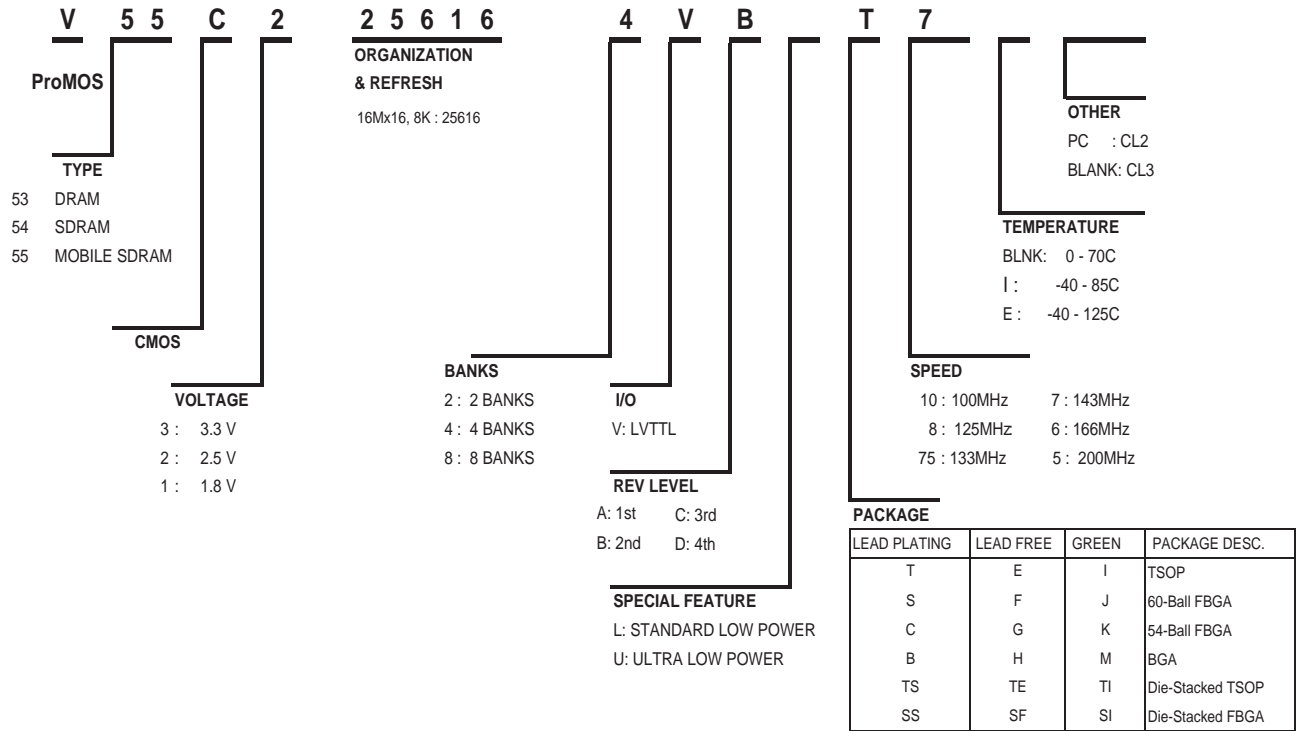 V 5 5 C 2 2 5 6 1 6 4 V B T 7
ProMOS
ORGANIZATION
& REFRESH
16Mx16, 8K : 25616
OTHER
PC : CL2
BLANK: CL3
TYPE
53 DRAM
54 SDRAM
55 MOBILE SDRAM
TEMPERATURE
BLNK: 0 - 70C
I : -40 - 85C
E : -40 - 125C
CMOS
VOLTAGE
3 : 3.3 V
2 : 2.5 V
1 : 1.8 V
BANKS
2 : 2 BANKS
4 : 4 BANKS
8 : 8 BANKS
I/O
V: LVTTL
SPEED
10 : 100MHz 7 : 143MHz
8 : 125MHz 6 : 166MHz
75 : 133MHz 5 : 200MHz
REV LEVEL
A: 1st C: 3rd
B: 2nd D: 4th
SPECIAL FEATURE
L: STANDARD LOW POWER
U: ULTRA LOW POWER
PACKAGE
LEAD PLATING LEAD FREE GREEN PACKAGE DESC.
T E I TSOP
S F J 60-Ball FBGA
C G K 54-Ball FBGA
B H M BGA
TS TE TI Die-Stacked TSOP
SS SF SI Die-Stacked FBGA